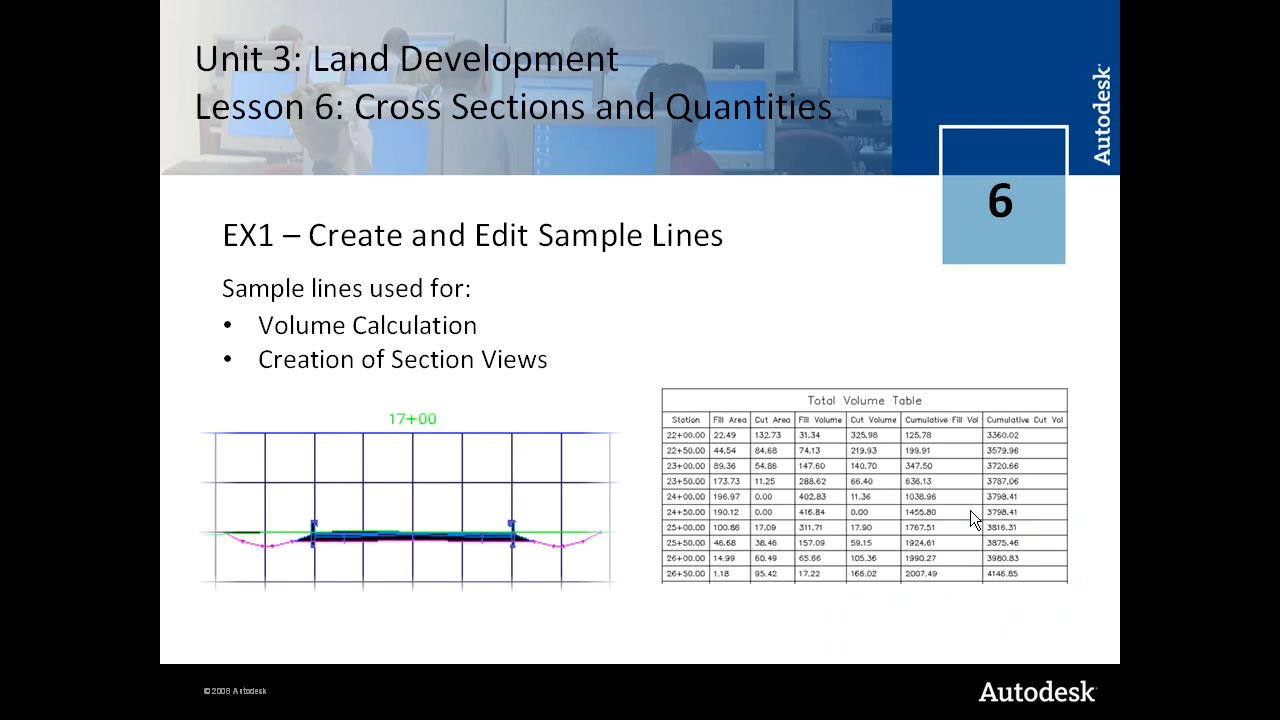 Unit 3: Land Development
Lesson 6: Cross Sections and Quantities
Autodesk
6
EX1 – Create and Edit Sample Lines
Sample lines used for:
• Volume Calculation
• Creation of Section Views
17+00
Total Volume Table
Station Fill Area Cut Area Fill Volume Cut Volume Cumulative Fill Vol Cumulative Cut Vol
22+00.00 22.49 132.73 31.34 325.98 125.78 3360.02
22+50.00 44.54 84.68 74.13 219.93 199.91 3579.96
23+00.00 89.36 54.86 147.60 140.70 347.50 3720.66
23+50.00 173.73 11.25 288.62 66.40 636.13 3787.06
24+00.00 196.97 0.00 402.83 11.36 1038.96 3798.41
24+50.00 190.12 0.00 416.84 0.00 1455.80 3798.41
25+00.00 100.86 17.09 311.71 17.90 1767.51 3816.31
25+50.00 46.68 38.46 157.09 59.15 1924.61 3875.46
26+00.00 14.99 60.49 65.66 105.36 1990.27 3980.83
26+50.00 1.18 95.42 17.22 166.02 2007.49 4146.85
© 2008 Autodesk
Autodesk